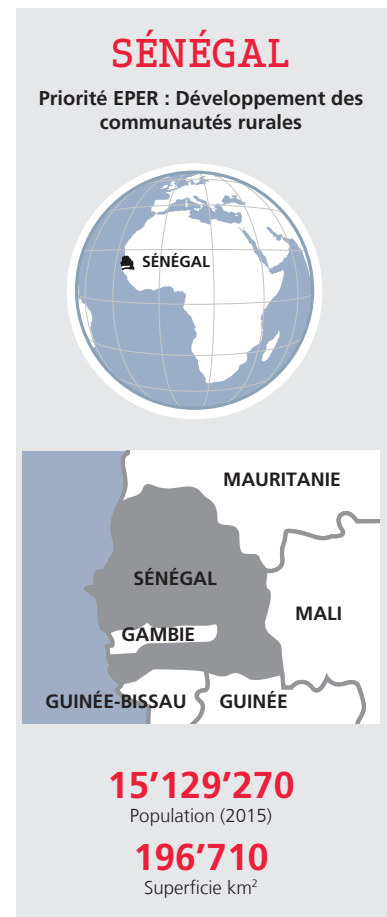 SÉNÉGAL
Priorité EPER : Développement des
communautés rurales
SÉNÉGAL
MAURITANIE
SÉNÉGAL
MALI
GAMBIE
GUINÉE-BISSAU
GUINÉE
15’129’270
Population (2015)
196’710
Superficie km²